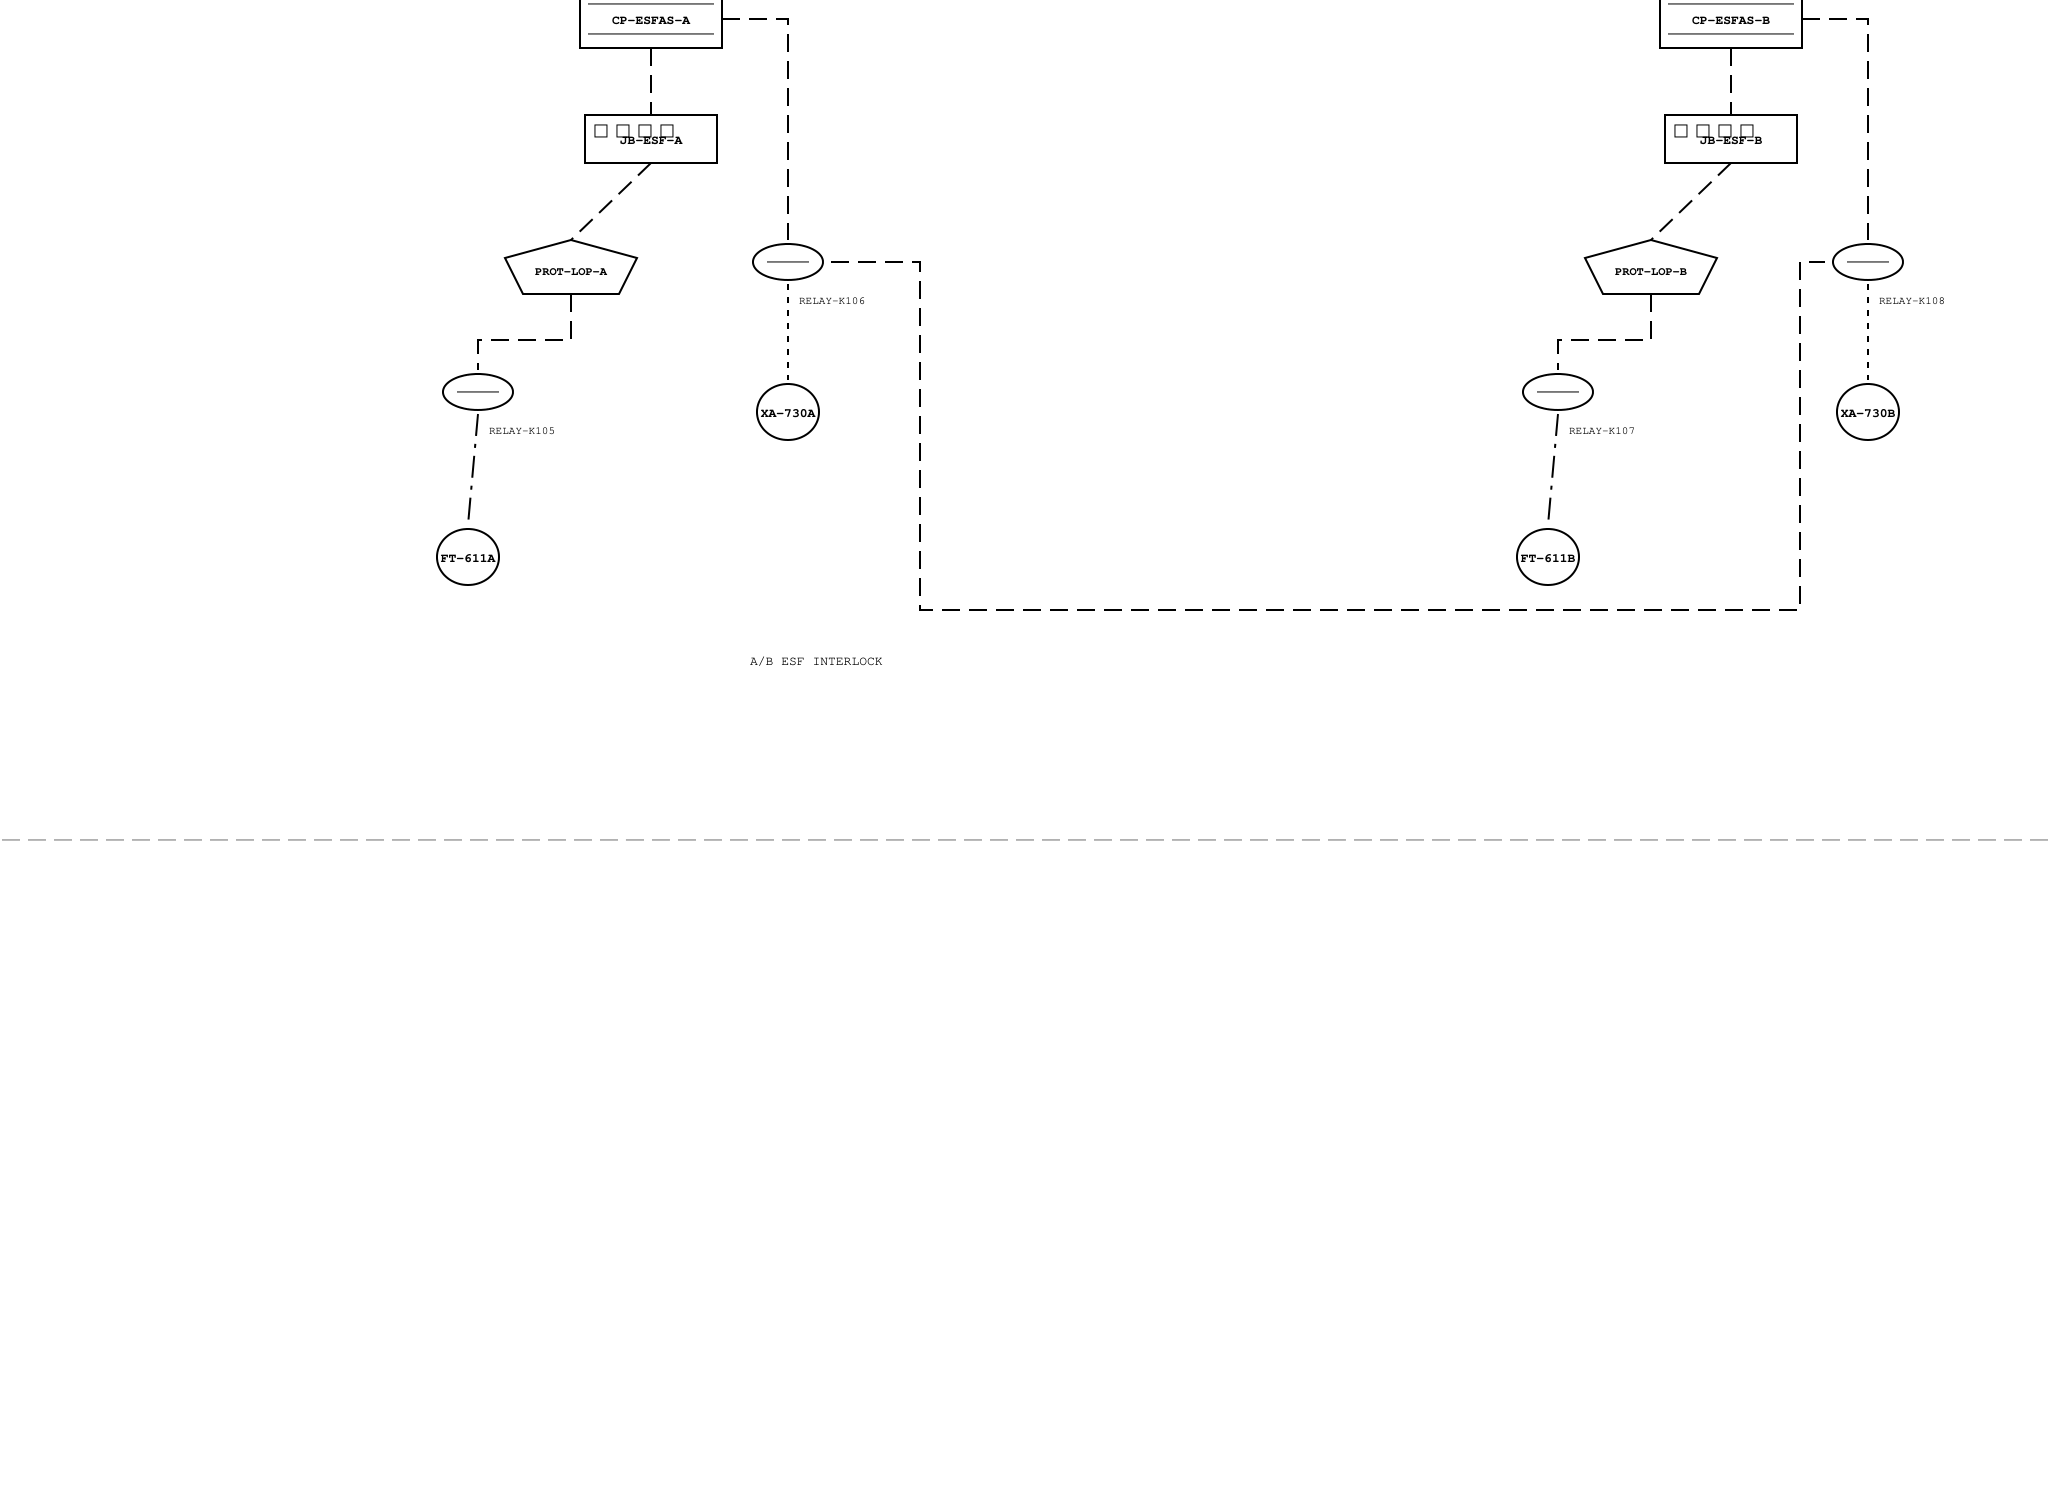 CP-ESFAS-A
CP-ESFAS-B
JB-ESF-A
JB-ESF-B
PROT-LOP-A
PROT-LOP-B
RELAY-K106
RELAY-K108
XA-730A
XA-730B
RELAY-K105
RELAY-K107
FT-611A
FT-611B
A/B ESF INTERLOCK